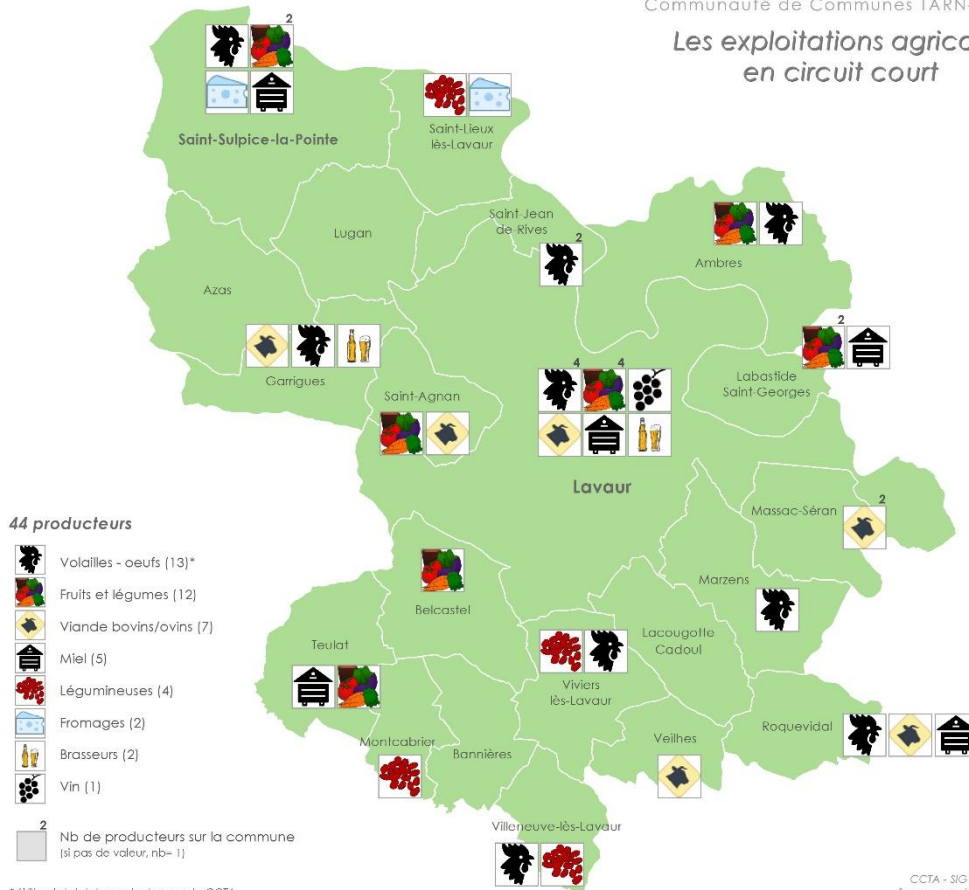 Communauté de Communes TARN-
Les exploitations agrico
en circuit court
2
Saint-Sulpice-la-Pointe
Saint-Lieux
lès-Lavaur
Lugan
Saint-Jean
de Rives
2
Ambres
Azas
Garrigues
Saint-Agnan
4
4
Lavaur
2
Labastide
Saint-Georges
Massac-Séran
2
Marzens
Belcastel
Teulat
Viviers
lès-Lavaur
Lacougotte
Cadoul
Roquevidal
Montcabrier
Bannières
Veilhes
Villeneuve-lès-Lavaur
44 producteurs
Volailles - oeufs (13)*
Fruits et légumes (12)
Viande bovins/ovins (7)
Miel (5)
Légumineuses (4)
Fromages (2)
Brasseurs (2)
Vin (1)
2
Nb de producteurs sur la commune
(si pas de valeur, nb= 1)
CCTA - SIG